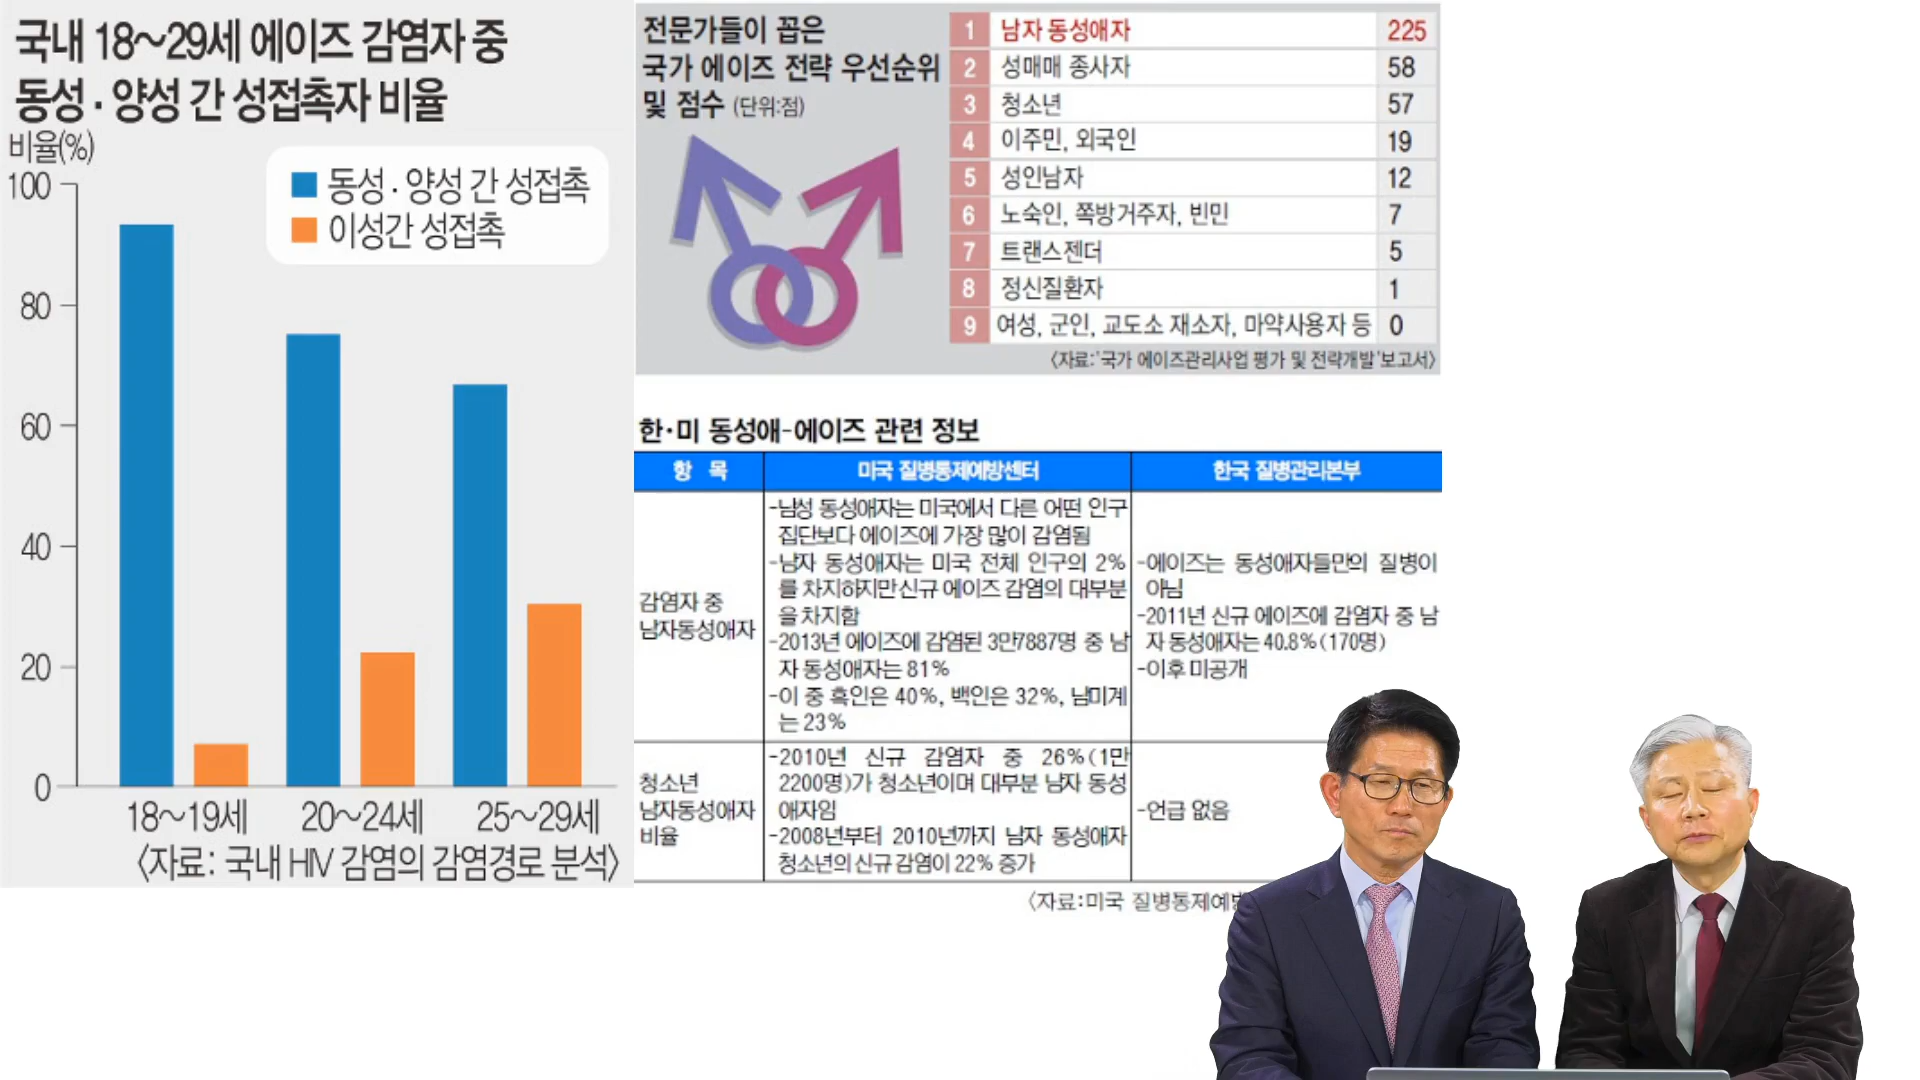 국내 18~29세 에이즈 감염자 중
동성·양성 간 성접촉자 비율
비율(%)
동성·양성 간 성접촉
이성간 성접촉
100
80
60
40
20
0
18~19세 20~24세 25~29세
〈자료: 국내 HIV 감염의 감염경로 분석〉
전문가들이 꼽은
국가 에이즈 전략 우선순위
및 점수 (단위:점)
1 남자 동성애자 225
2 성매매 종사자 58
3 청소년 57
4 이주민, 외국인 19
5 성인남자 12
6 노숙인, 쪽방거주자, 빈민 7
7 트랜스젠더 5
8 정신질환자 1
9 여성, 군인, 교도소 재소자, 마약사용자 등 0
〈자료:'국가 에이즈관리사업 평가 및 전략개발'보고서〉
한·미 동성애-에이즈 관련 정보
항 목 미국 질병통제예방센터 한국 질병관리본부
감염자 중
남자동성애자
-남성 동성애자는 미국에서 다른 어떤 인구
집단보다 에이즈에 가장 많이 감염됨
-남자 동성애자는 미국 전체 인구의 2%
를 차지하지만 신규 에이즈 감염의 대부분
을 차지함
-2013년 에이즈에 감염된 3만7887명 중 남
자 동성애자는 81%
-이 중 흑인은 40%, 백인은 32%, 남미계
는 23%
-에이즈는 동성애자들만의 질병이
아님
-2011년 신규 에이즈에 감염자 중 남
자 동성애자는 40.8%(170명)
-이후 미공개
청소년
남자동성애자
비율
-2010년 신규 감염자 중 26%(1만
2200명)가 청소년이며 대부분 남자 동성
애자임
-2008년부터 2010년까지 남자 동성애자
청소년의 신규 감염이 22% 증가
-언급 없음
〈자료:미국 질병통제예방